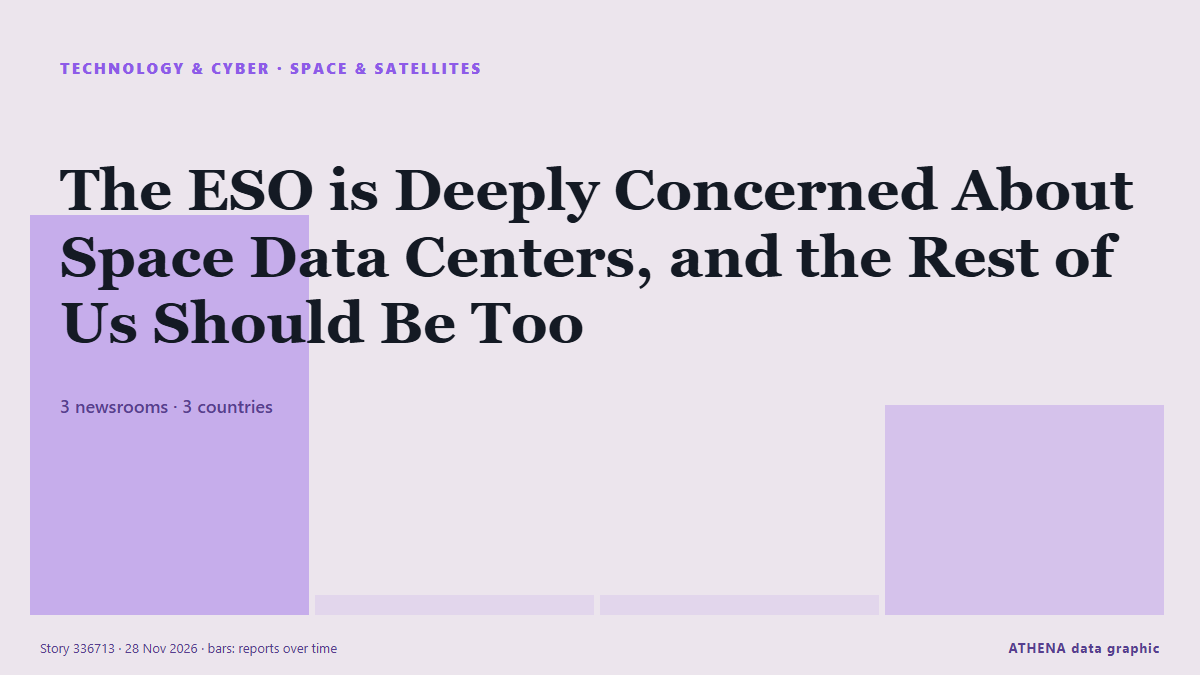 TECHNOLOGY & CYBER · SPACE & SATELLITES
The ESO is Deeply Concerned About
Space Data Centers, and the Rest of
Us Should Be Too
3 newsrooms · 3 countries
Story 336713 · 28 Nov 2026 · bars: reports over time
ATHENA data graphic